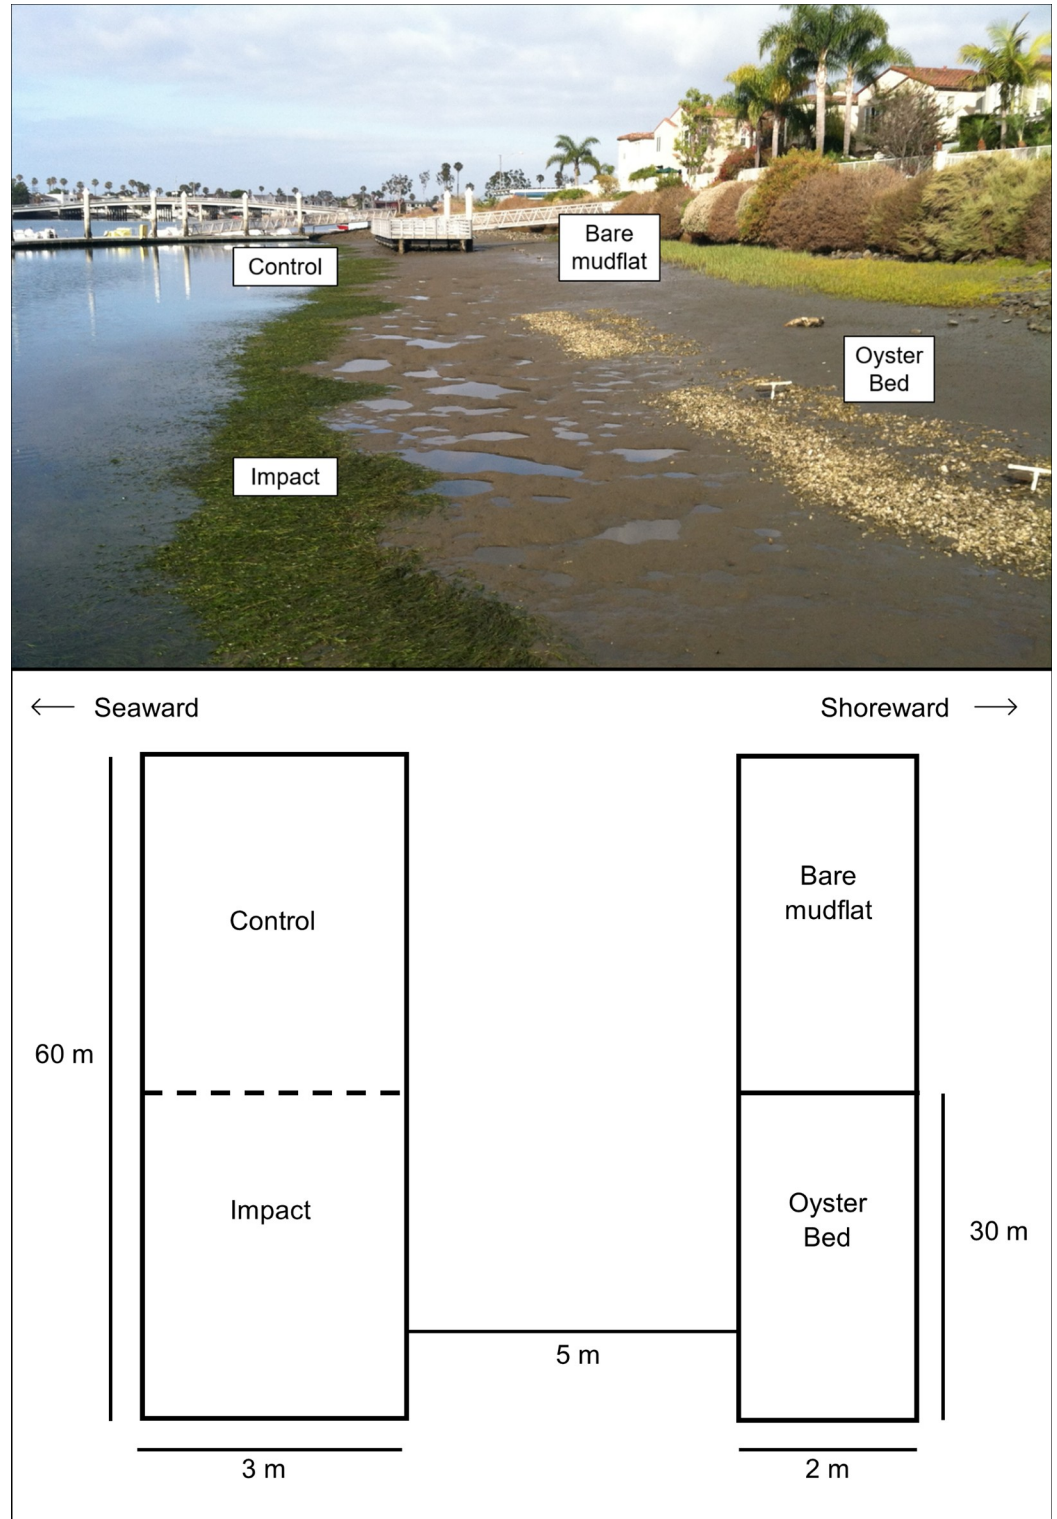 Control
Bare
mudflat
Oyster
Bed
Impact
Seaward
Shoreward
Control
Bare
mudflat
60 m
Impact
Oyster
Bed
30 m
5 m
3 m
2 m